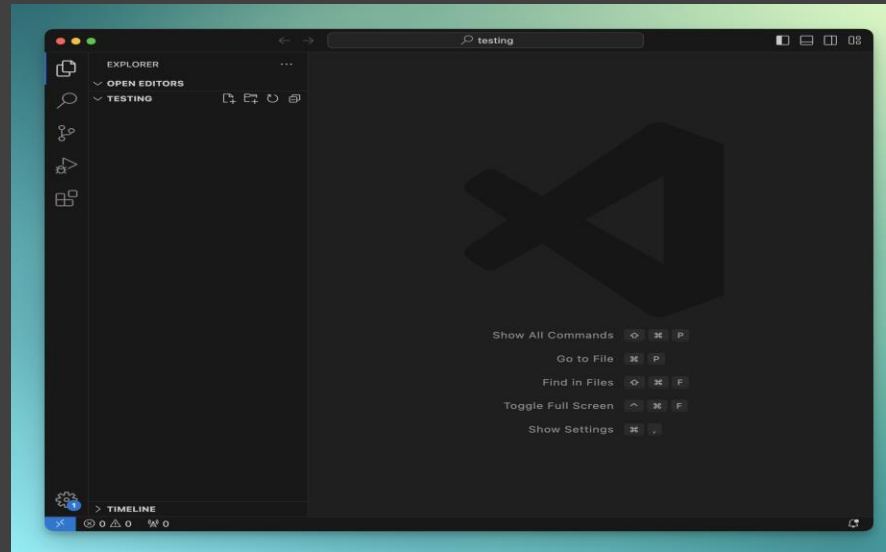 testing
EXPLORER
OPEN EDITORS
TESTING
Show All Commands ⇧ ⌘ P
Go to File ⌘ P
Find in Files ⇧ ⌘ F
Toggle Full Screen ^ ⌘ F
Show Settings ⌘ ,
1
TIMELINE
0 0 0